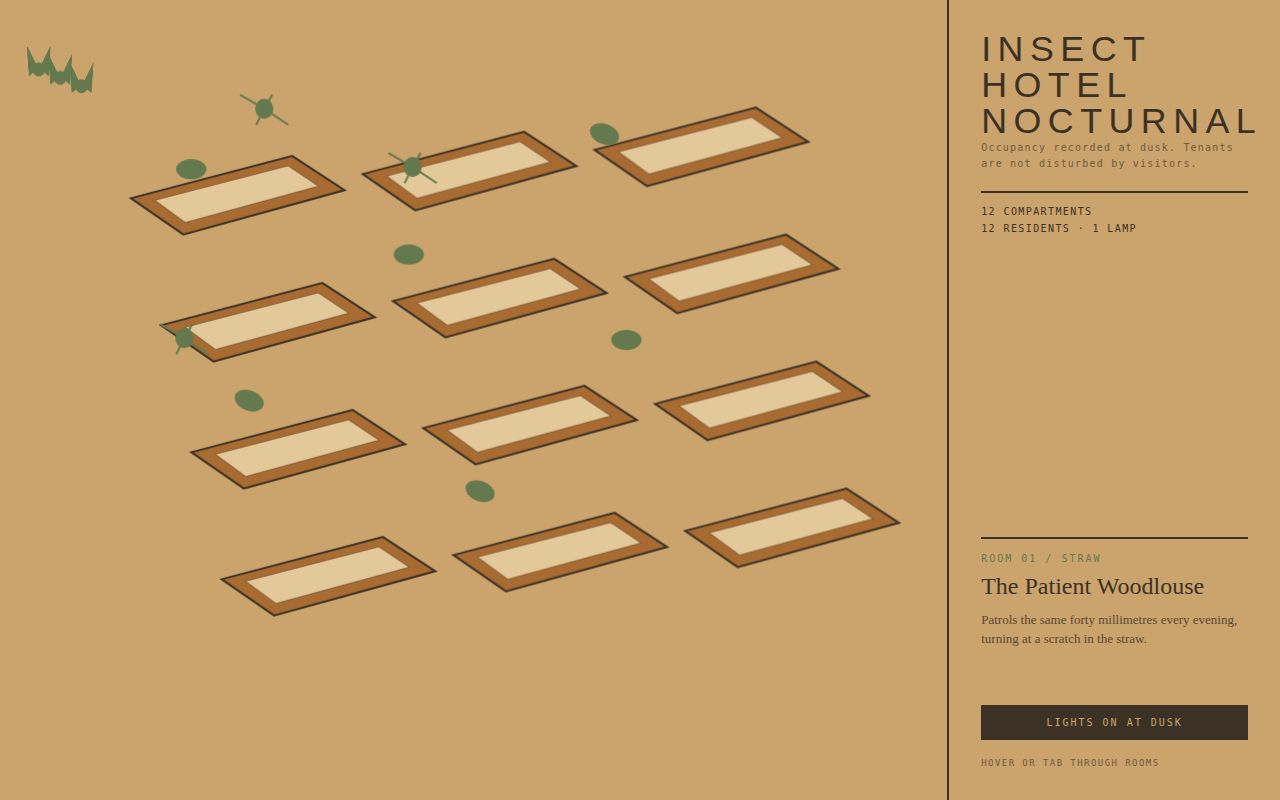 INSECT
HOTEL
NOCTURNAL
Occupancy recorded at dusk. Tenants
are not disturbed by visitors.
12 COMPARTMENTS
12 RESIDENTS · 1 LAMP
ROOM 01 / STRAW
The Patient Woodlouse
Patrols the same forty millimetres every evening,
turning at a scratch in the straw.
LIGHTS ON AT DUSK
HOVER OR TAB THROUGH ROOMS